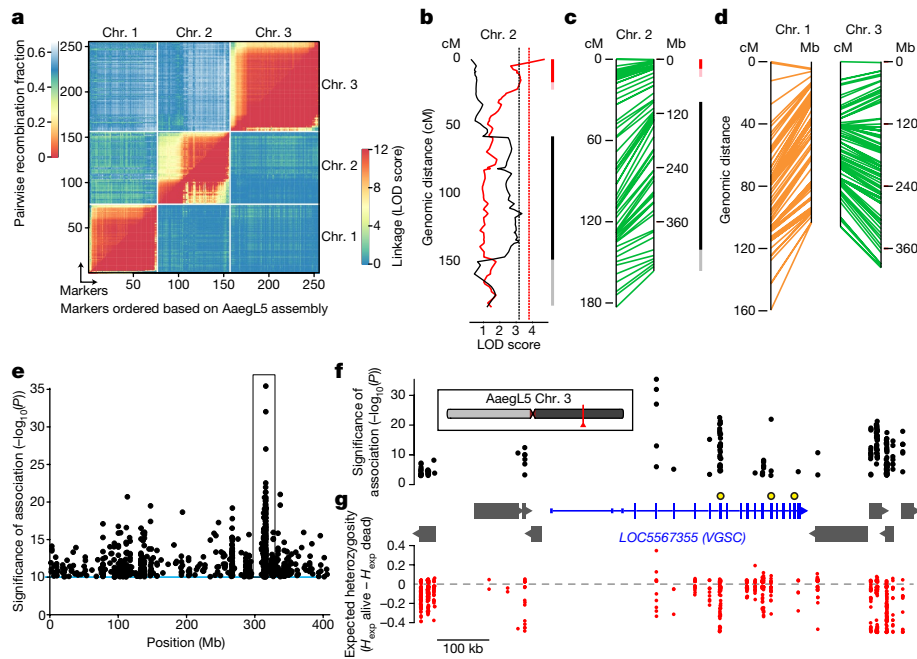 a
Chr. 1 Chr. 2 Chr. 3
Pairwise recombination fraction
0.6
0.4
0.2
0
250
200
150
100
50
Chr. 3
Chr. 2
Chr. 1
12
8
4
0
Linkage (LOD score)
50 100 150 200 250
Markers
Markers ordered based on AaegL5 assembly
b
cM Chr. 2
Genomic distance (cM)
0
50
100
150
1 2 3 4
LOD score
c
Chr. 2
cM Mb
0 0
60 120
120 240
180 360
d
Chr. 1 Chr. 3
cM Mb cM Mb
Genomic distance
0 0 0
40 40 120
80 80 240
120 120 360
160
e
Significance of association (–log10(P))
35
30
25
20
15
10
5
0 100 200 300 400
Position (Mb)
f
Significance of association (–log10(P))
30
20
10
0
AaegL5 Chr. 3
g
LOC5567355 (VGSC)
Expected heterozygosity (Hexp alive – Hexp dead)
0.4
0.2
0
–0.2
–0.4
100 kb